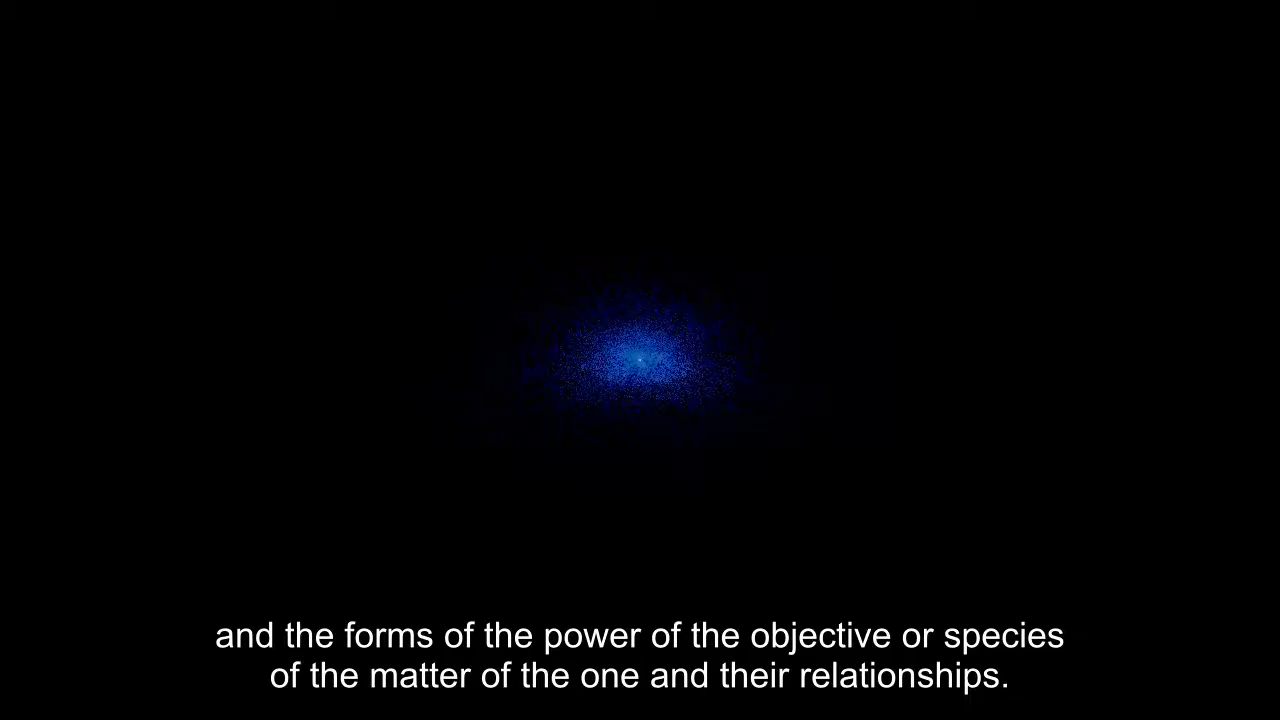 and the forms of the power of the objective or species
of the matter of the one and their relationships.